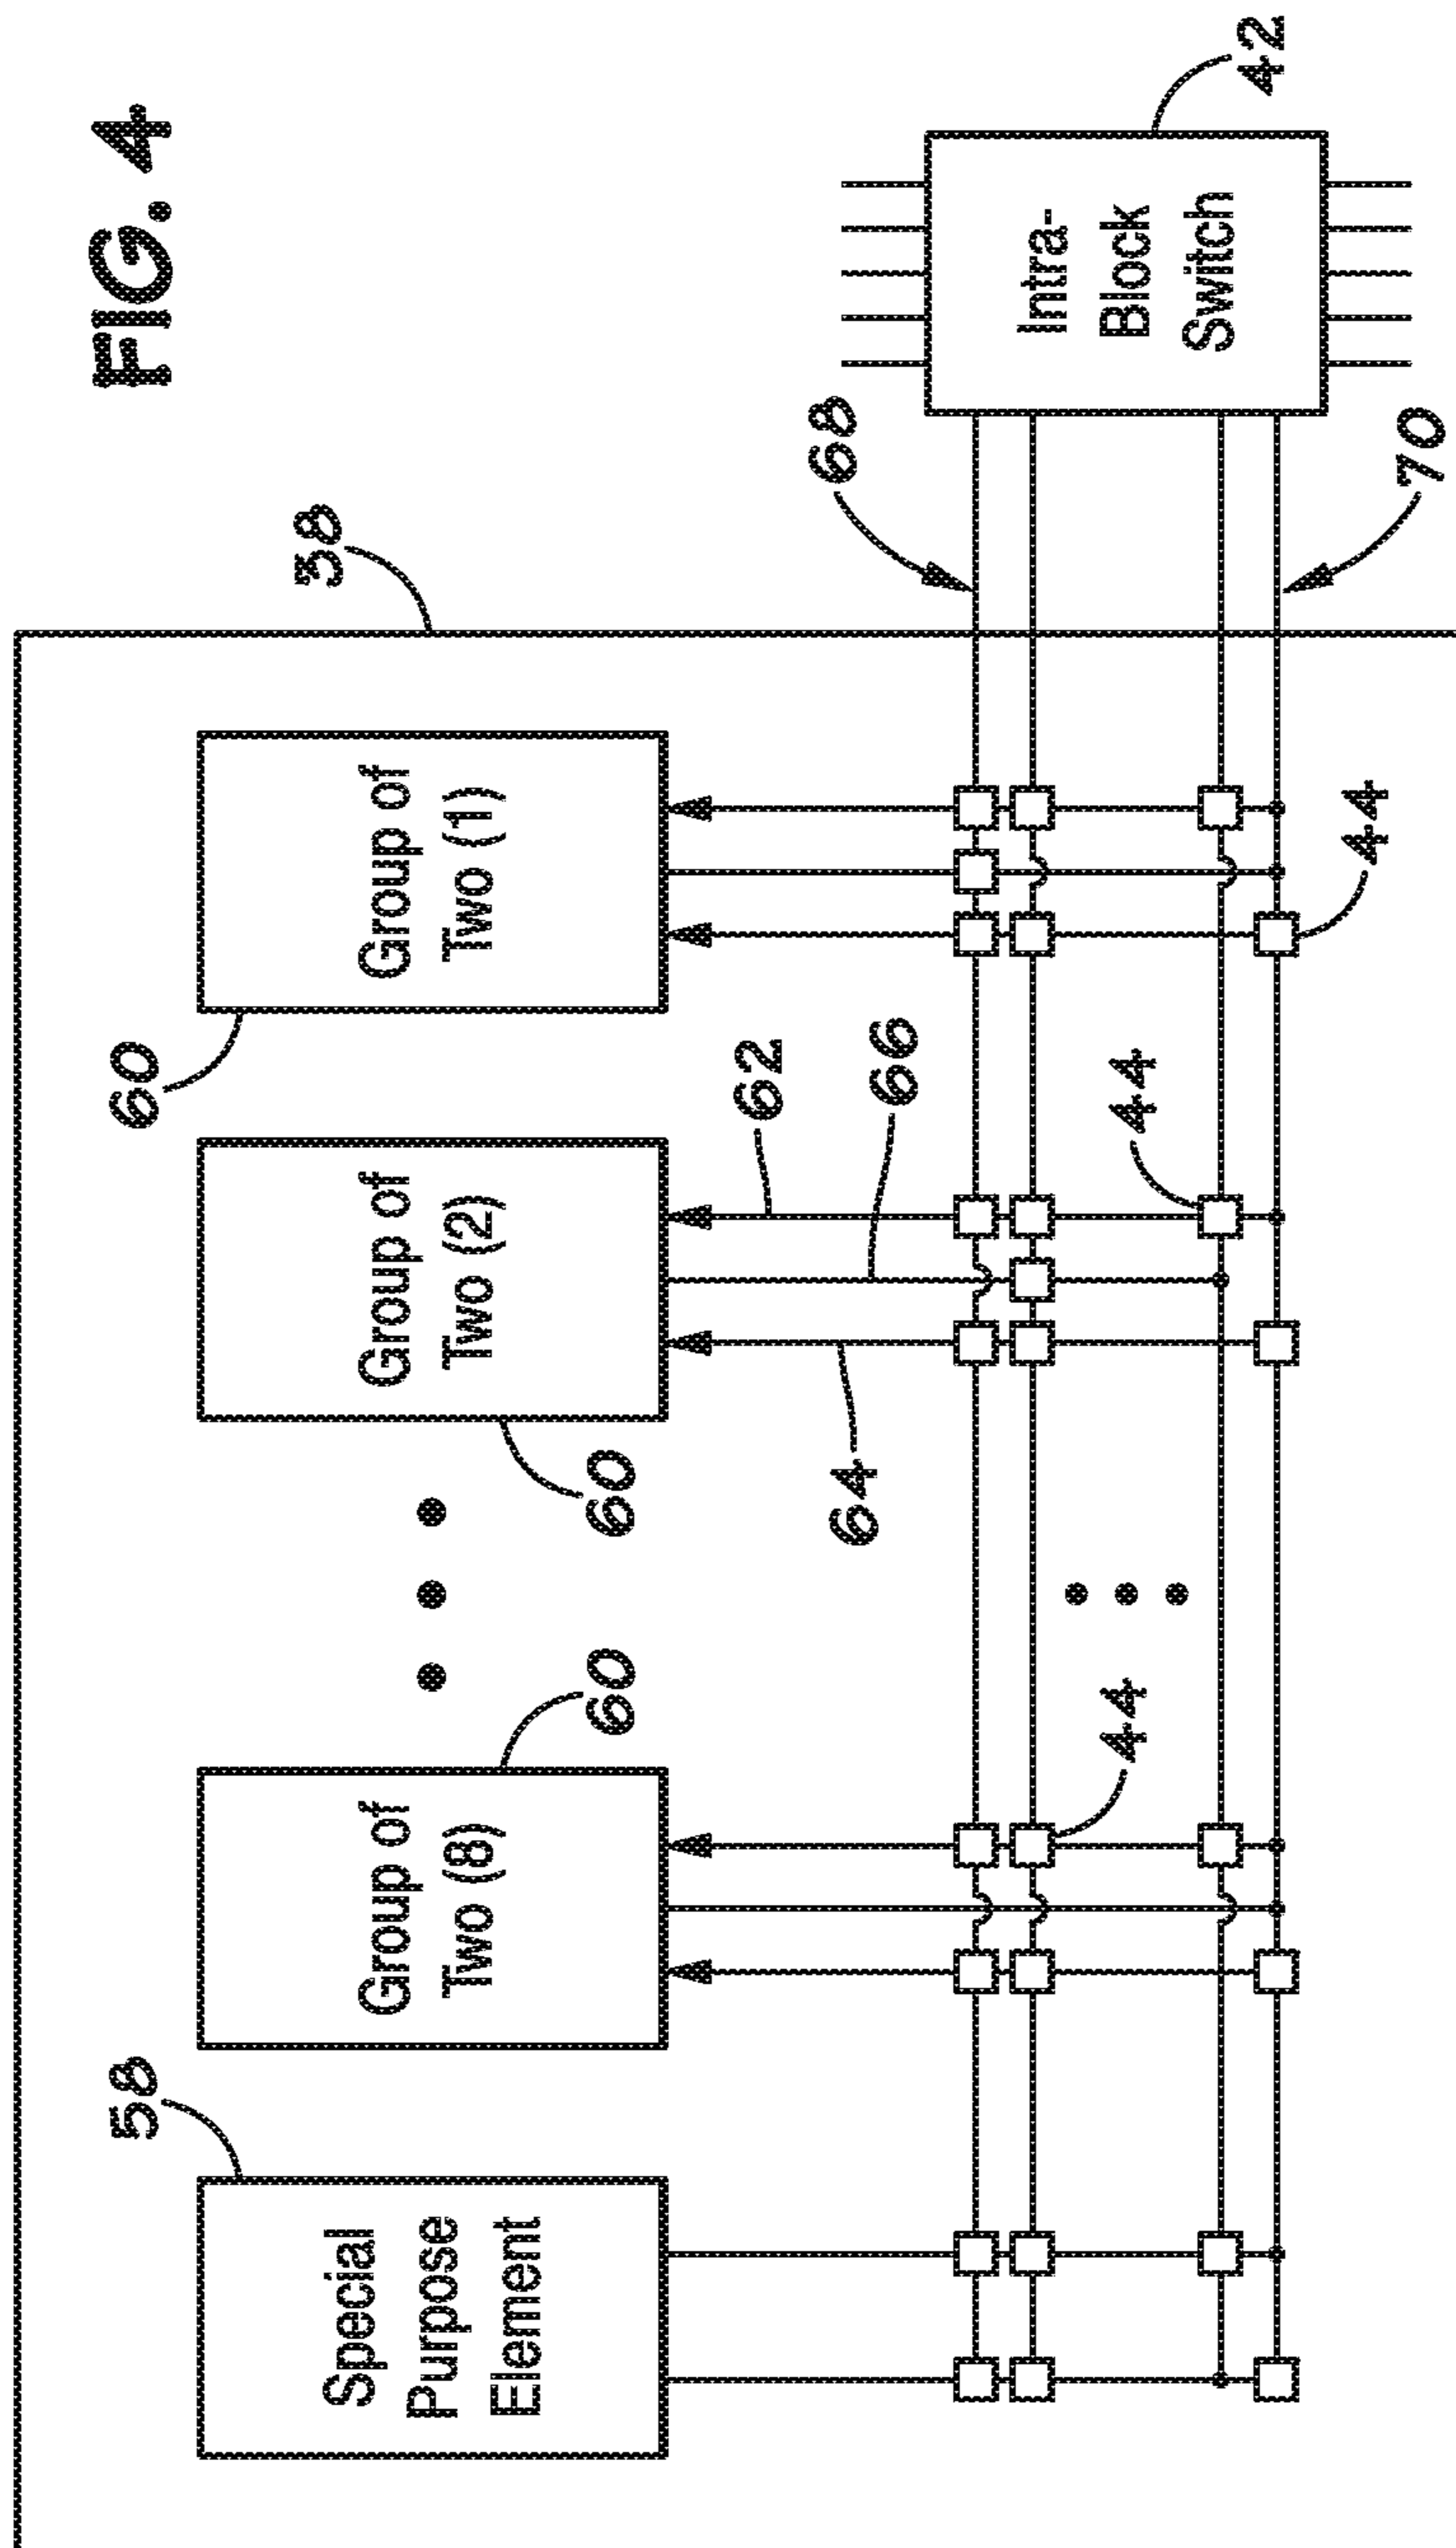 FIG. 4
38
58
Special
Purpose
Element
60
Group of
Two (8)
60
Group of
Two (2)
60
Group of
Two (1)
62
66
64
68
44
44
44
70
Intra-
Block
Switch
42